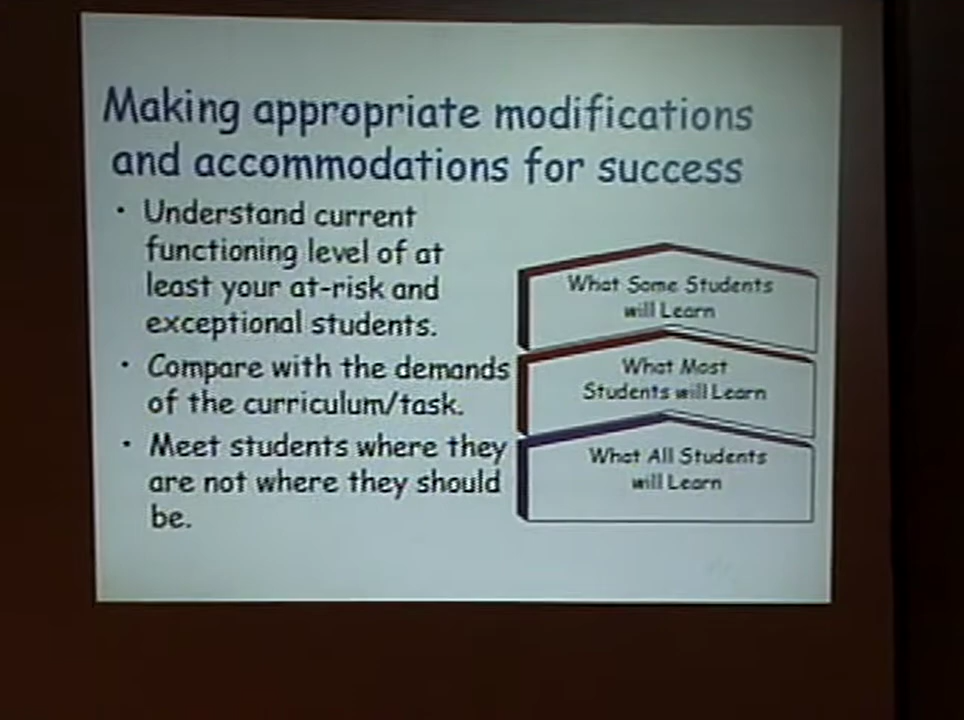 Making appropriate modifications
and accommodations for success
• Understand current
functioning level of at
least your at-risk and
exceptional students.
• Compare with the demands
of the curriculum/task.
• Meet students where they
are not where they should
be.
What Some Students
will Learn
What Most
Students will Learn
What All Students
will Learn